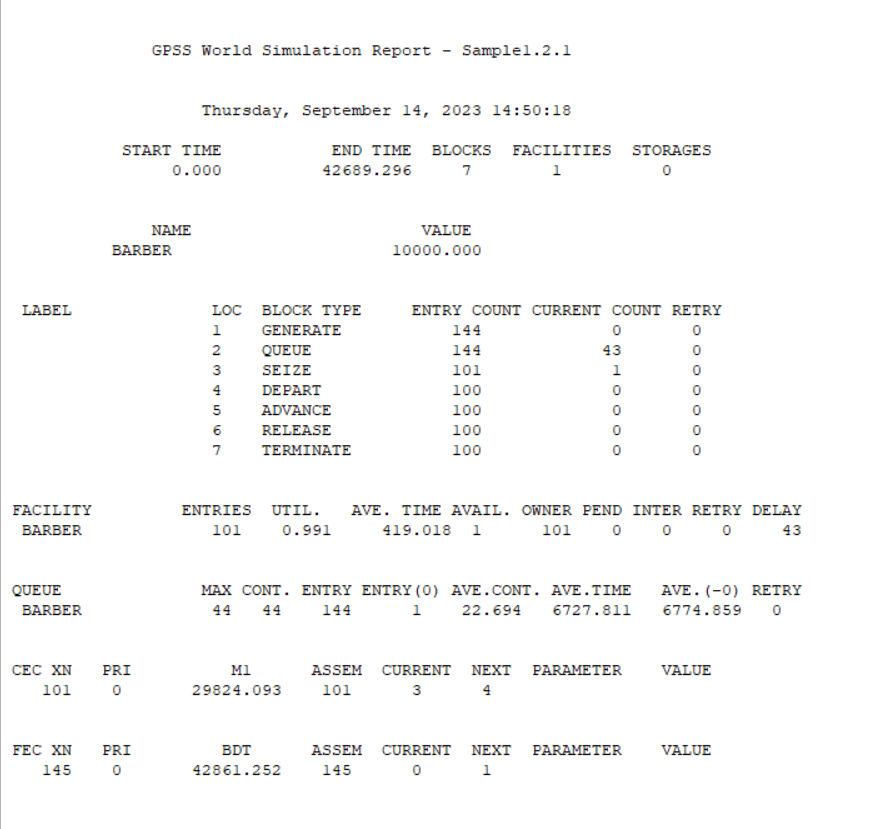 GPSS World Simulation Report - Sample1.2.1
Thursday, September 14, 2023 14:50:18
START TIME END TIME BLOCKS FACILITIES STORAGES
0.000 42689.296 7 1 0
NAME VALUE
BARBER 10000.000
LABEL LOC BLOCK TYPE ENTRY COUNT CURRENT COUNT RETRY
1 GENERATE 144 0 0
2 QUEUE 144 43 0
3 SEIZE 101 1 0
4 DEPART 100 0 0
5 ADVANCE 100 0 0
6 RELEASE 100 0 0
7 TERMINATE 100 0 0
FACILITY ENTRIES UTIL. AVE. TIME AVAIL. OWNER PEND INTER RETRY DELAY
BARBER 101 0.991 419.018 1 101 0 0 0 43
QUEUE MAX CONT. ENTRY ENTRY(0) AVE.CONT. AVE.TIME AVE.(-0) RETRY
BARBER 44 44 144 1 22.694 6727.811 6774.859 0
CEC XN PRI M1 ASSEM CURRENT NEXT PARAMETER VALUE
101 0 29824.093 101 3 4
FEC XN PRI BDT ASSEM CURRENT NEXT PARAMETER VALUE
145 0 42861.252 145 0 1